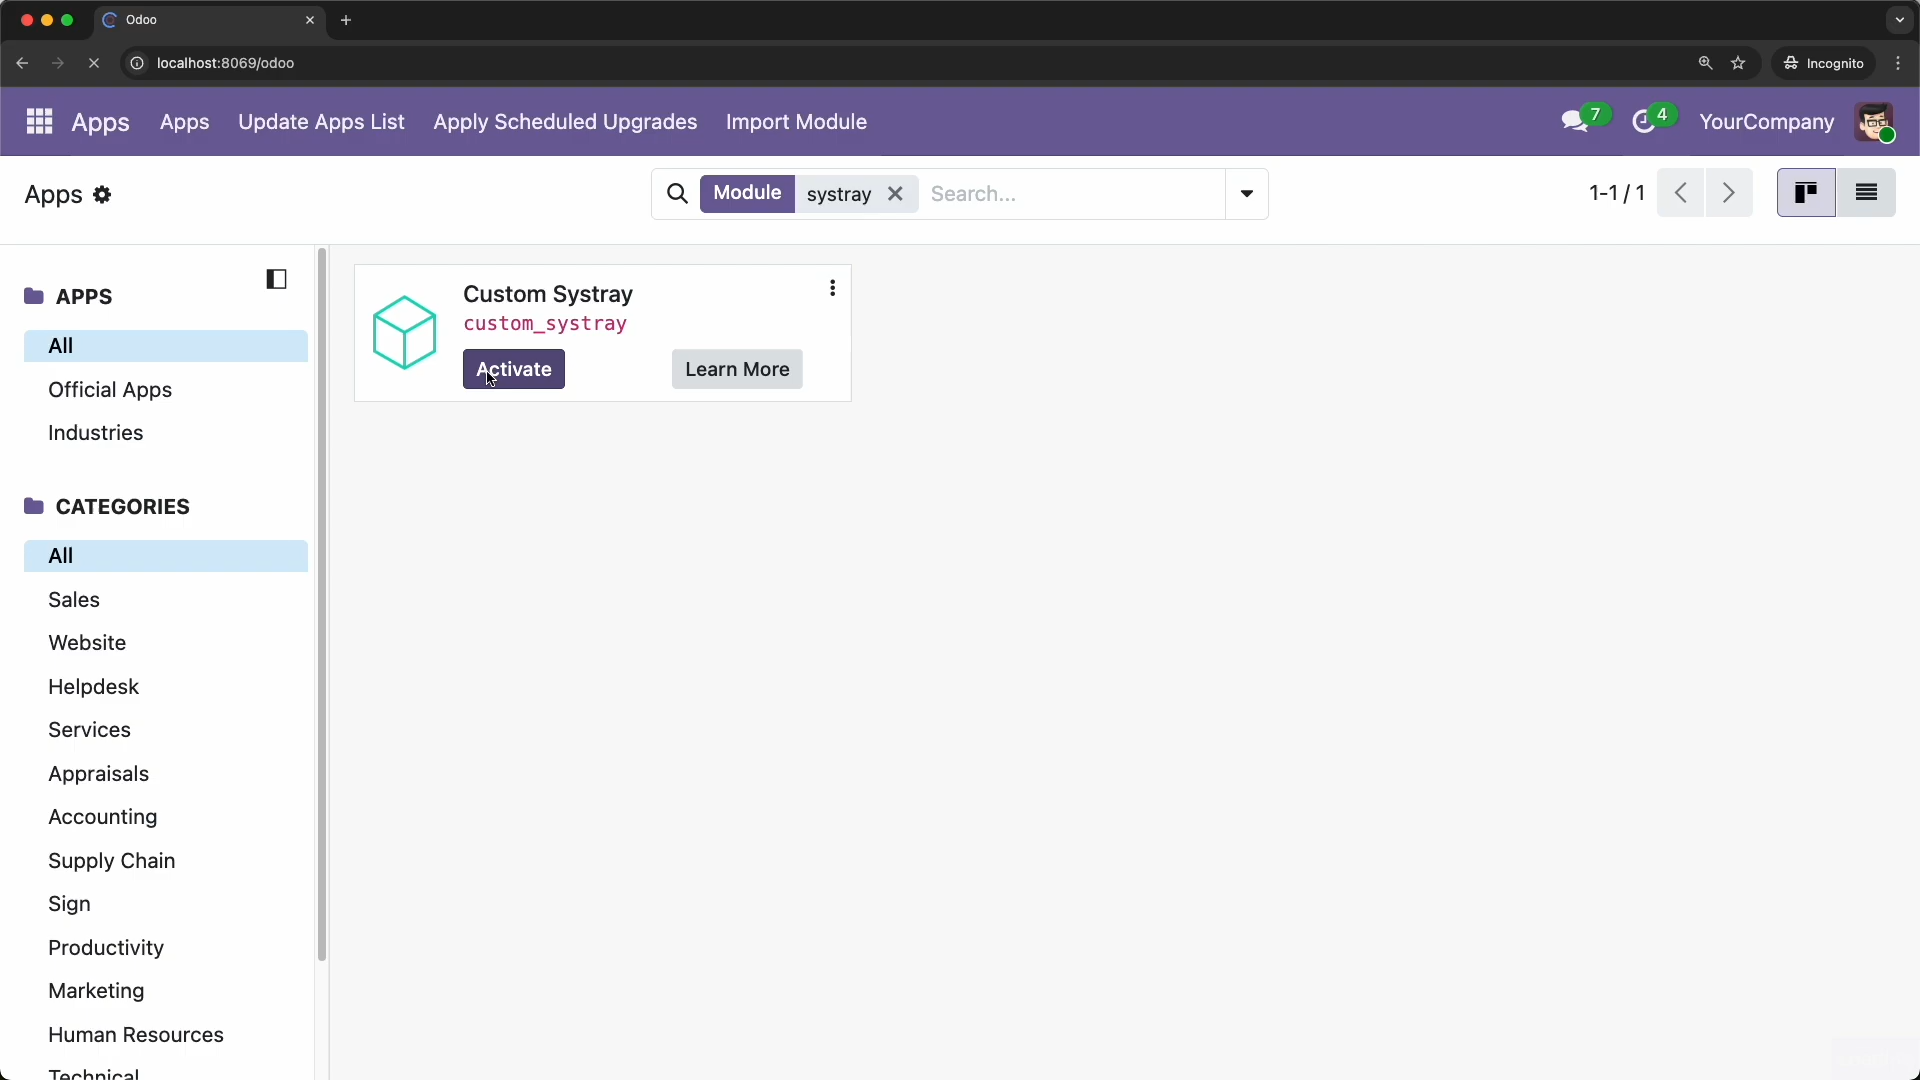 Odoo
localhost:8069/odoo
Incognito
Apps Apps Update Apps List Apply Scheduled Upgrades Import Module 7 4 YourCompany
Apps Module systray Search... 1-1 / 1
APPS
All
Official Apps
Industries
CATEGORIES
All
Sales
Website
Helpdesk
Services
Appraisals
Accounting
Supply Chain
Sign
Productivity
Marketing
Human Resources
Technical
Custom Systray
custom_systray
Activate Learn More